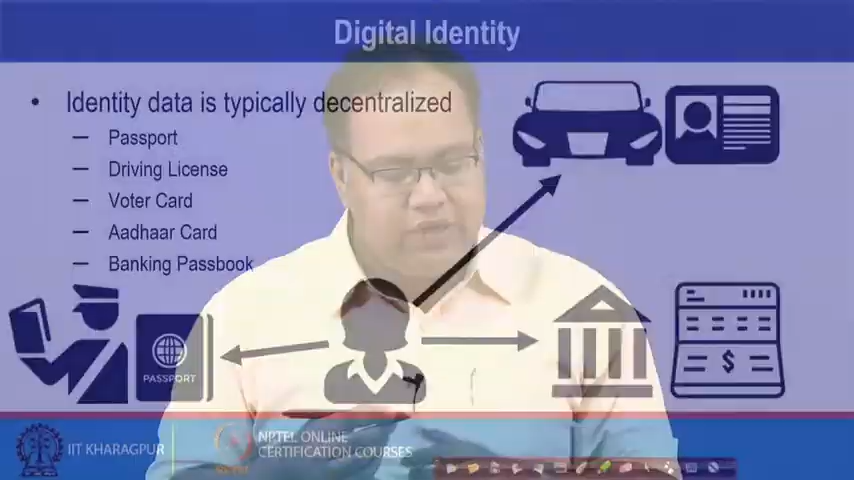 Digital Identity
• Identity data is typically decentralized
— Passport
— Driving License
— Voter Card
— Aadhaar Card
— Banking Passbook
PASSPORT
$
IIT KHARAGPUR
NPTEL ONLINE
CERTIFICATION COURSES